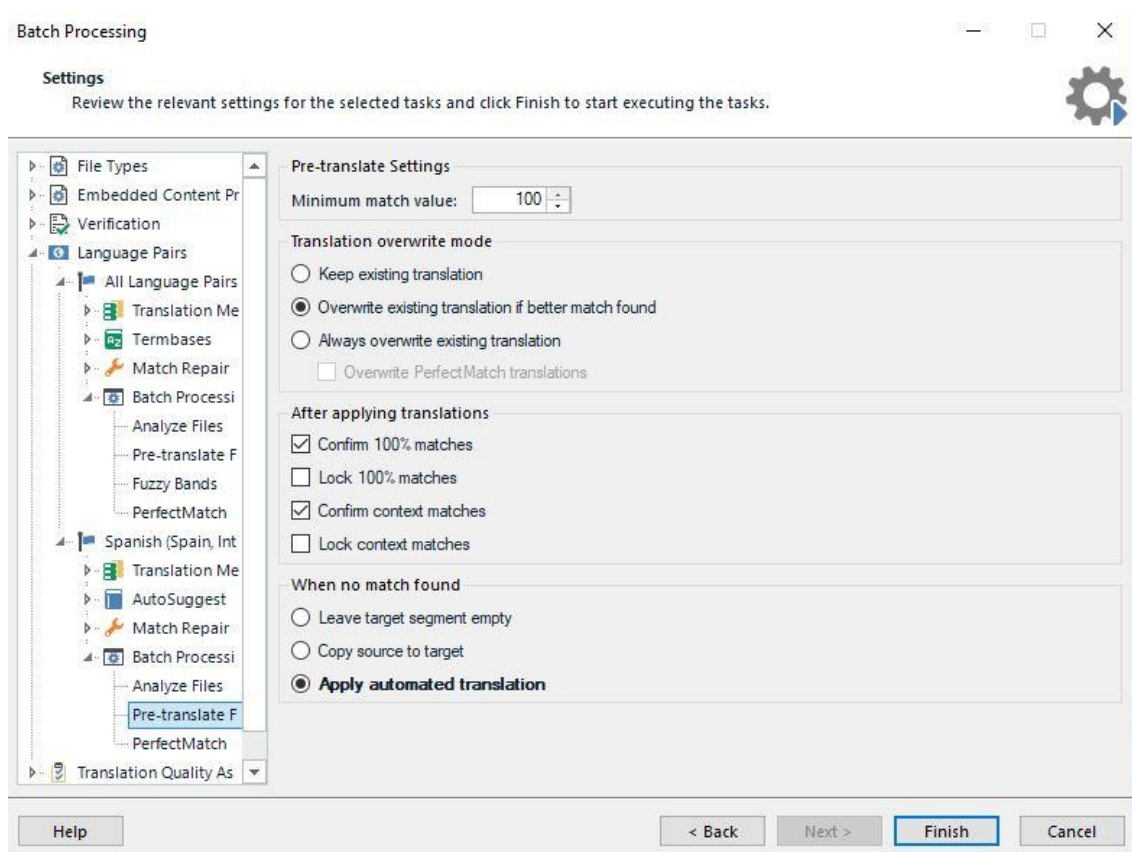 Batch Processing
Settings
Review the relevant settings for the selected tasks and click Finish to start executing the tasks.
File Types
Embedded Content Pr
Verification
Language Pairs
All Language Pairs
Translation Me
Termbases
Match Repair
Batch Processi
Analyze Files
Pre-translate F
Fuzzy Bands
PerfectMatch
Spanish (Spain, Int
Translation Me
AutoSuggest
Match Repair
Batch Processi
Analyze Files
Pre-translate F
PerfectMatch
Translation Quality As
Pre-translate Settings
Minimum match value: 100
Translation overwrite mode
Keep existing translation
Overwrite existing translation if better match found
Always overwrite existing translation
Overwrite PerfectMatch translations
After applying translations
Confirm 100% matches
Lock 100% matches
Confirm context matches
Lock context matches
When no match found
Leave target segment empty
Copy source to target
Apply automated translation
Help < Back Next > Finish Cancel